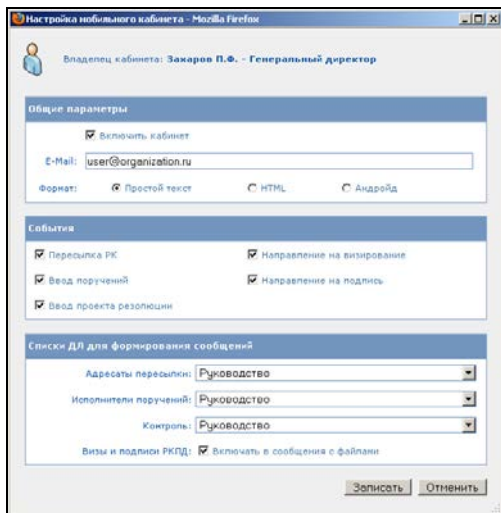 Настройка мобильного кабинета - Mozilla Firefox
Владелец кабинета: Захаров П.Ф. - Генеральный директор
Общие параметры
Включить кабинет
E-Mail: user@organization.ru
Формат: Простой текст HTML Андройд
События
Пересылка РК Направление на визирование
Ввод поручений Направление на подпись
Ввод проекта резолюции
Списки ДЛ для формирования сообщений
Адресаты пересылки: Руководство
Исполнители поручений: Руководство
Контроль: Руководство
Визы и подписи РКПД: Включать в сообщения с файлами
Записать Отменить